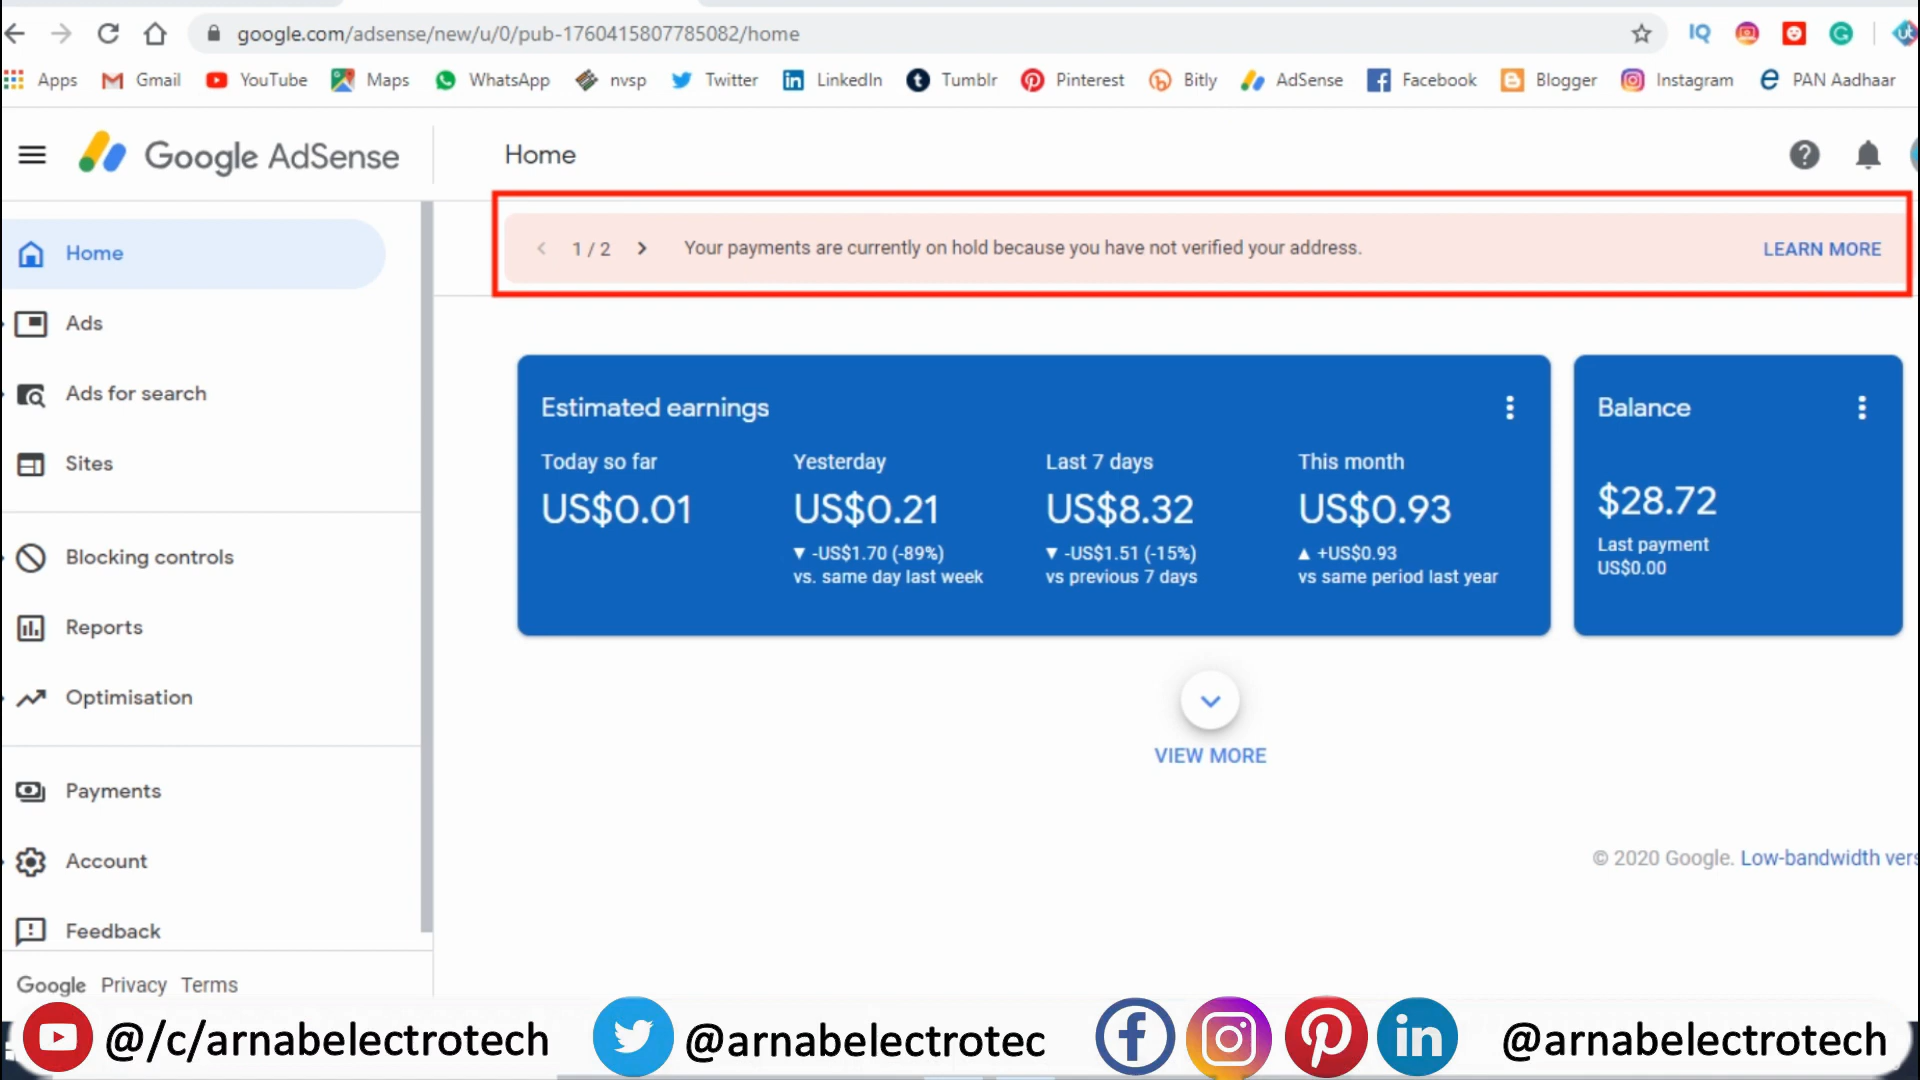 google.com/adsense/new/u/0/pub-1760415807785082/home
IQ
Apps Gmail YouTube Maps WhatsApp nvsp Twitter LinkedIn Tumblr Pinterest Bitly AdSense Facebook Blogger Instagram PAN Aadhaar
Google AdSense
Home
1 / 2 Your payments are currently on hold because you have not verified your address. LEARN MORE
Home
Ads
Ads for search
Sites
Blocking controls
Reports
Optimisation
Payments
Account
Feedback
Google Privacy Terms
Estimated earnings
Today so far
US$0.01
Yesterday
US$0.21
▼ -US$1.70 (-89%)
vs. same day last week
Last 7 days
US$8.32
▼ -US$1.51 (-15%)
vs previous 7 days
This month
US$0.93
▲ +US$0.93
vs same period last year
Balance
$28.72
Last payment
US$0.00
VIEW MORE
© 2020 Google. Low-bandwidth vers
@/c/arnabelectrotech @arnabelectrotec @arnabelectrotech